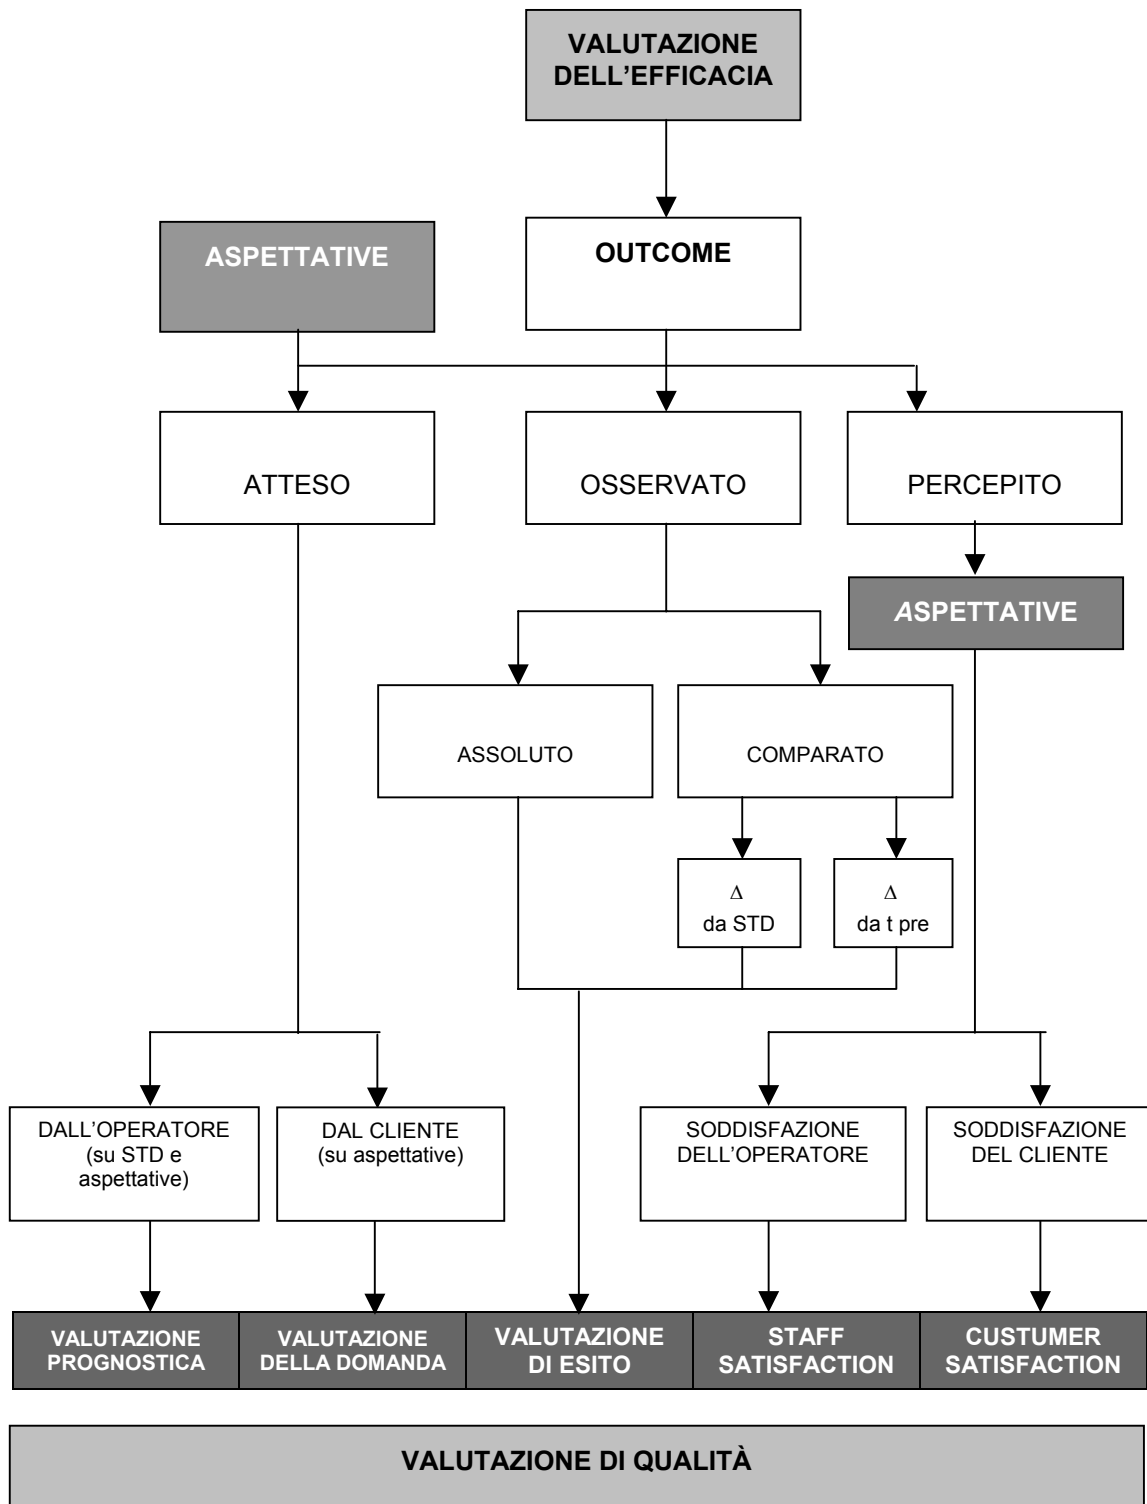 VALUTAZIONE
DELL’EFFICACIA
ASPETTATIVE
OUTCOME
ATTESO
OSSERVATO
PERCEPITO
ASPETTATIVE
ASSOLUTO
COMPARATO
Δ
da STD
Δ
da t pre
DALL’OPERATORE
(su STD e
aspettative)
DAL CLIENTE
(su aspettative)
SODDISFAZIONE
DELL’OPERATORE
SODDISFAZIONE
DEL CLIENTE
VALUTAZIONE
PROGNOSTICA
VALUTAZIONE
DELLA DOMANDA
VALUTAZIONE
DI ESITO
STAFF
SATISFACTION
CUSTUMER
SATISFACTION
VALUTAZIONE DI QUALITÀ